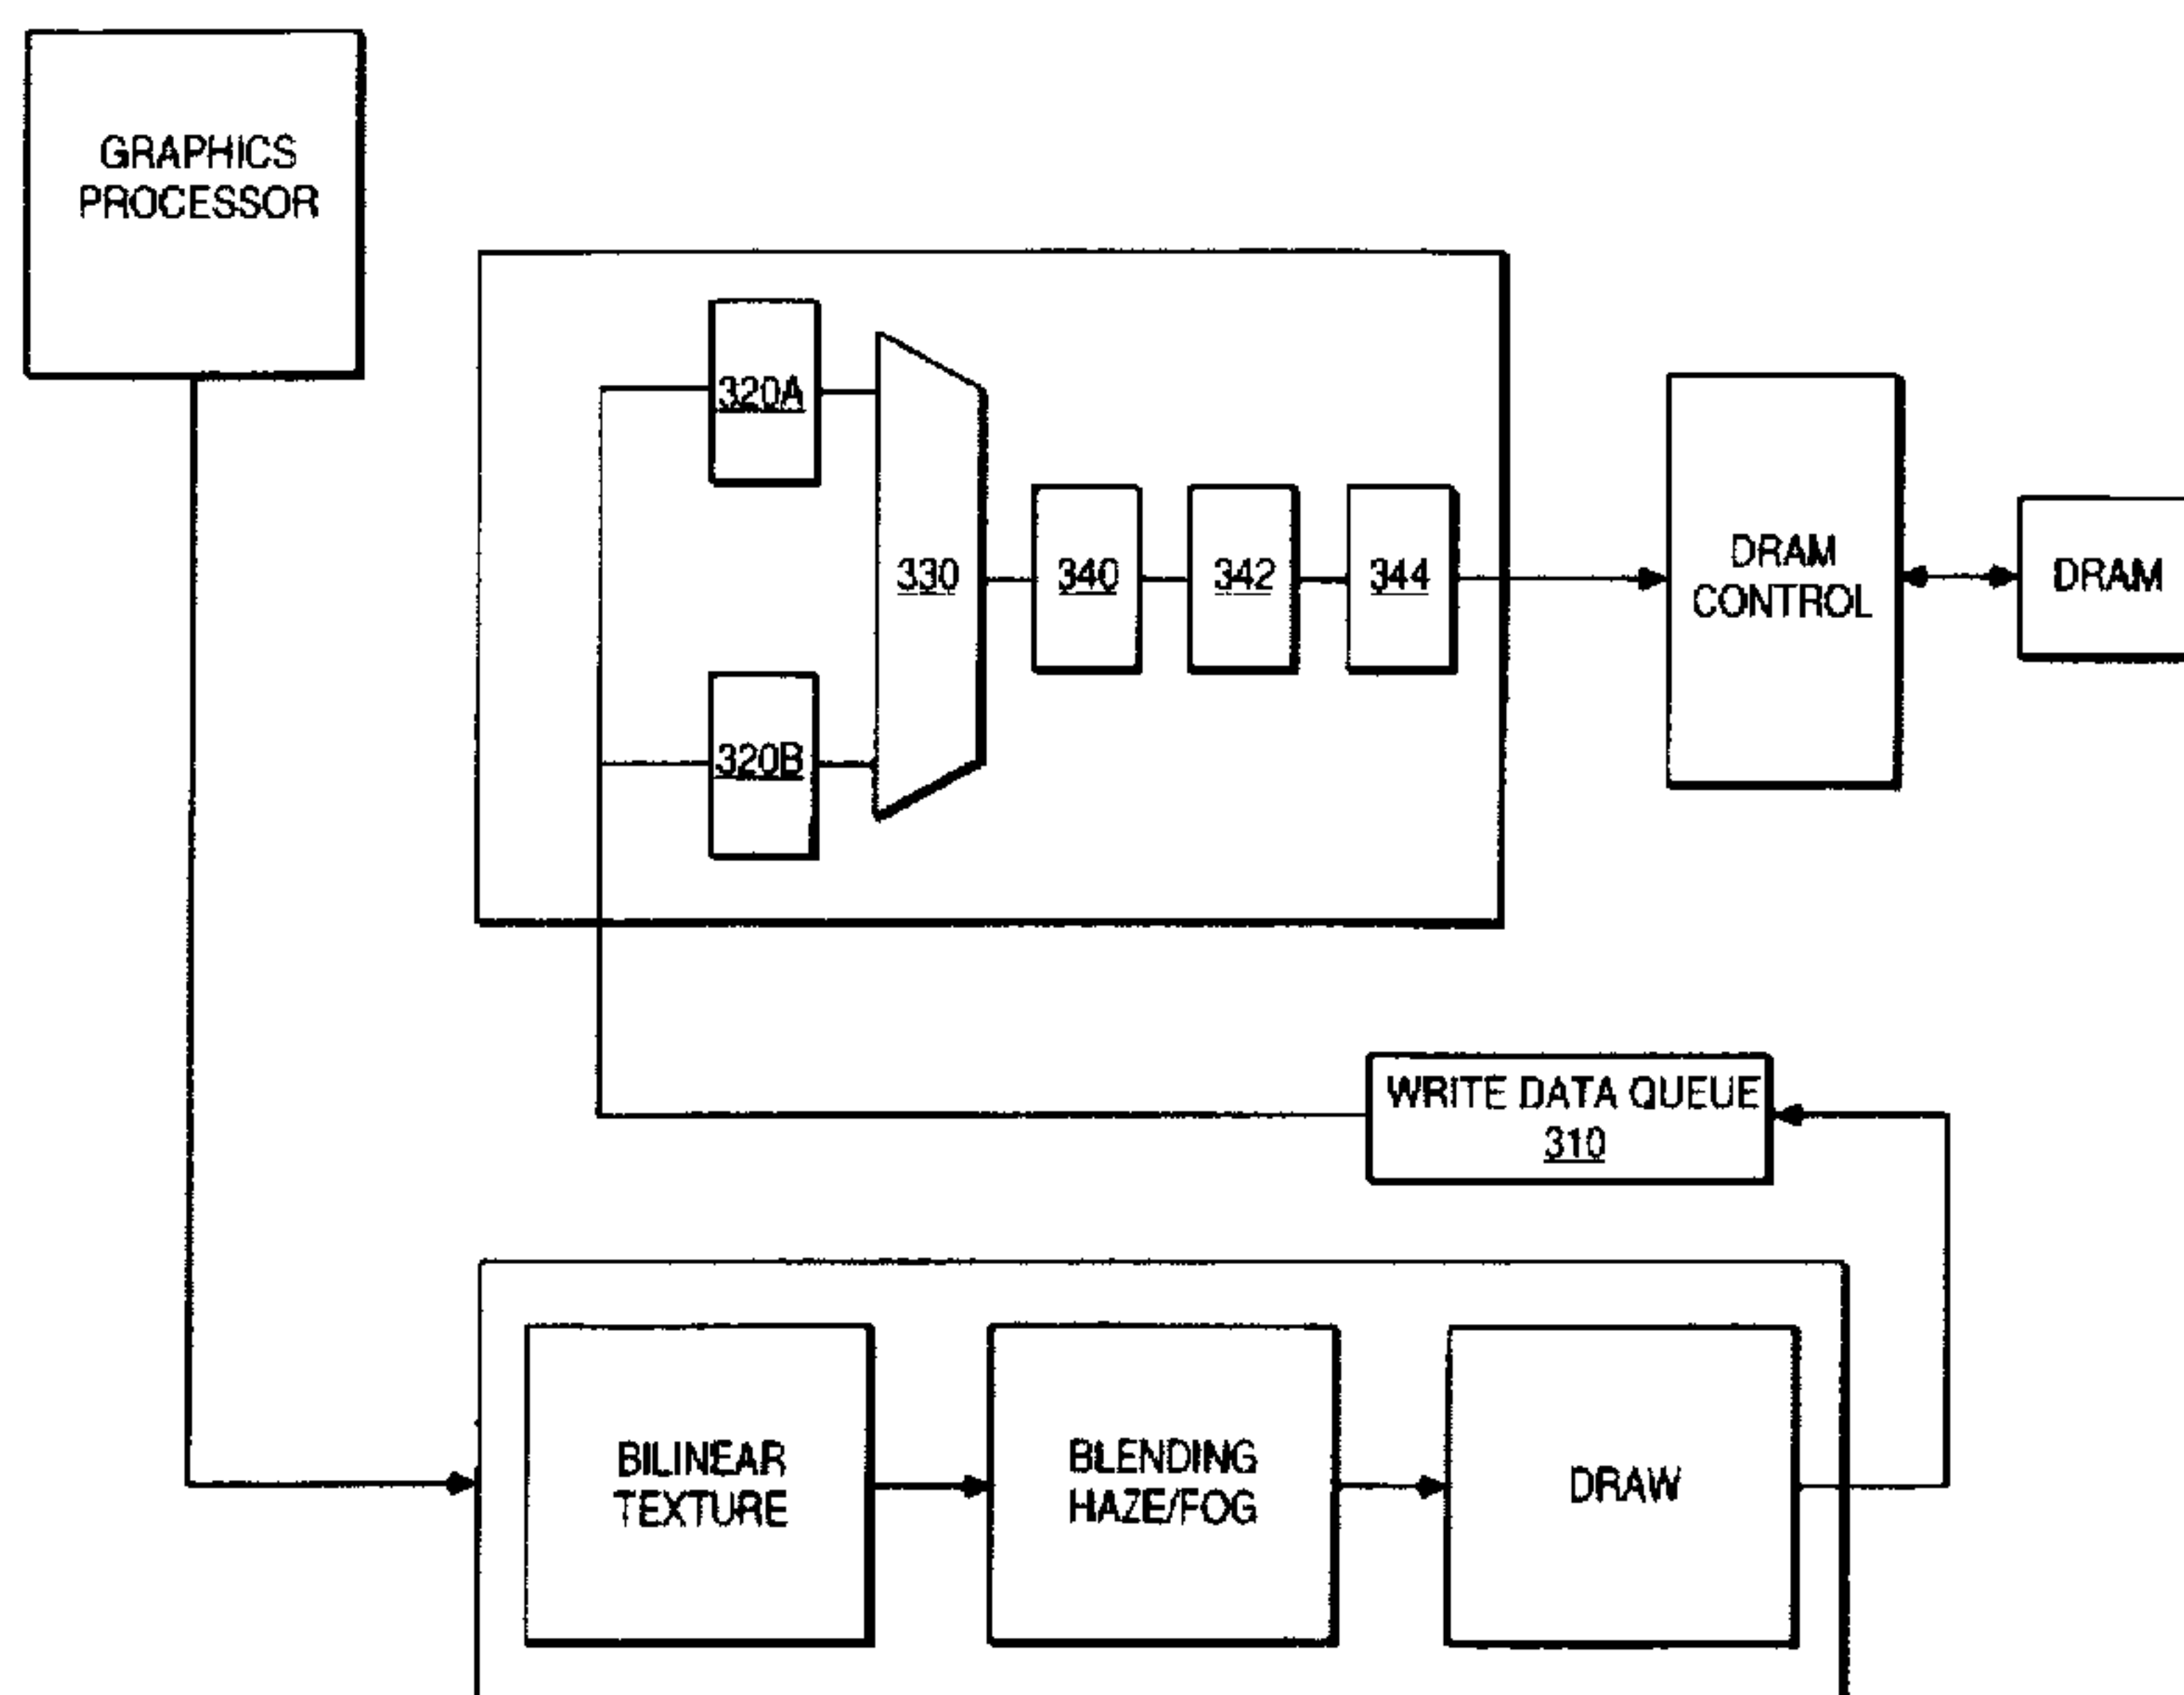 GRAPHICS
PROCESSOR
320A
330
340
342
344
320B
DRAM
CONTROL
DRAM
WRITE DATA QUEUE
310
BILINEAR
TEXTURE
BLENDING
HAZE/FOG
DRAW